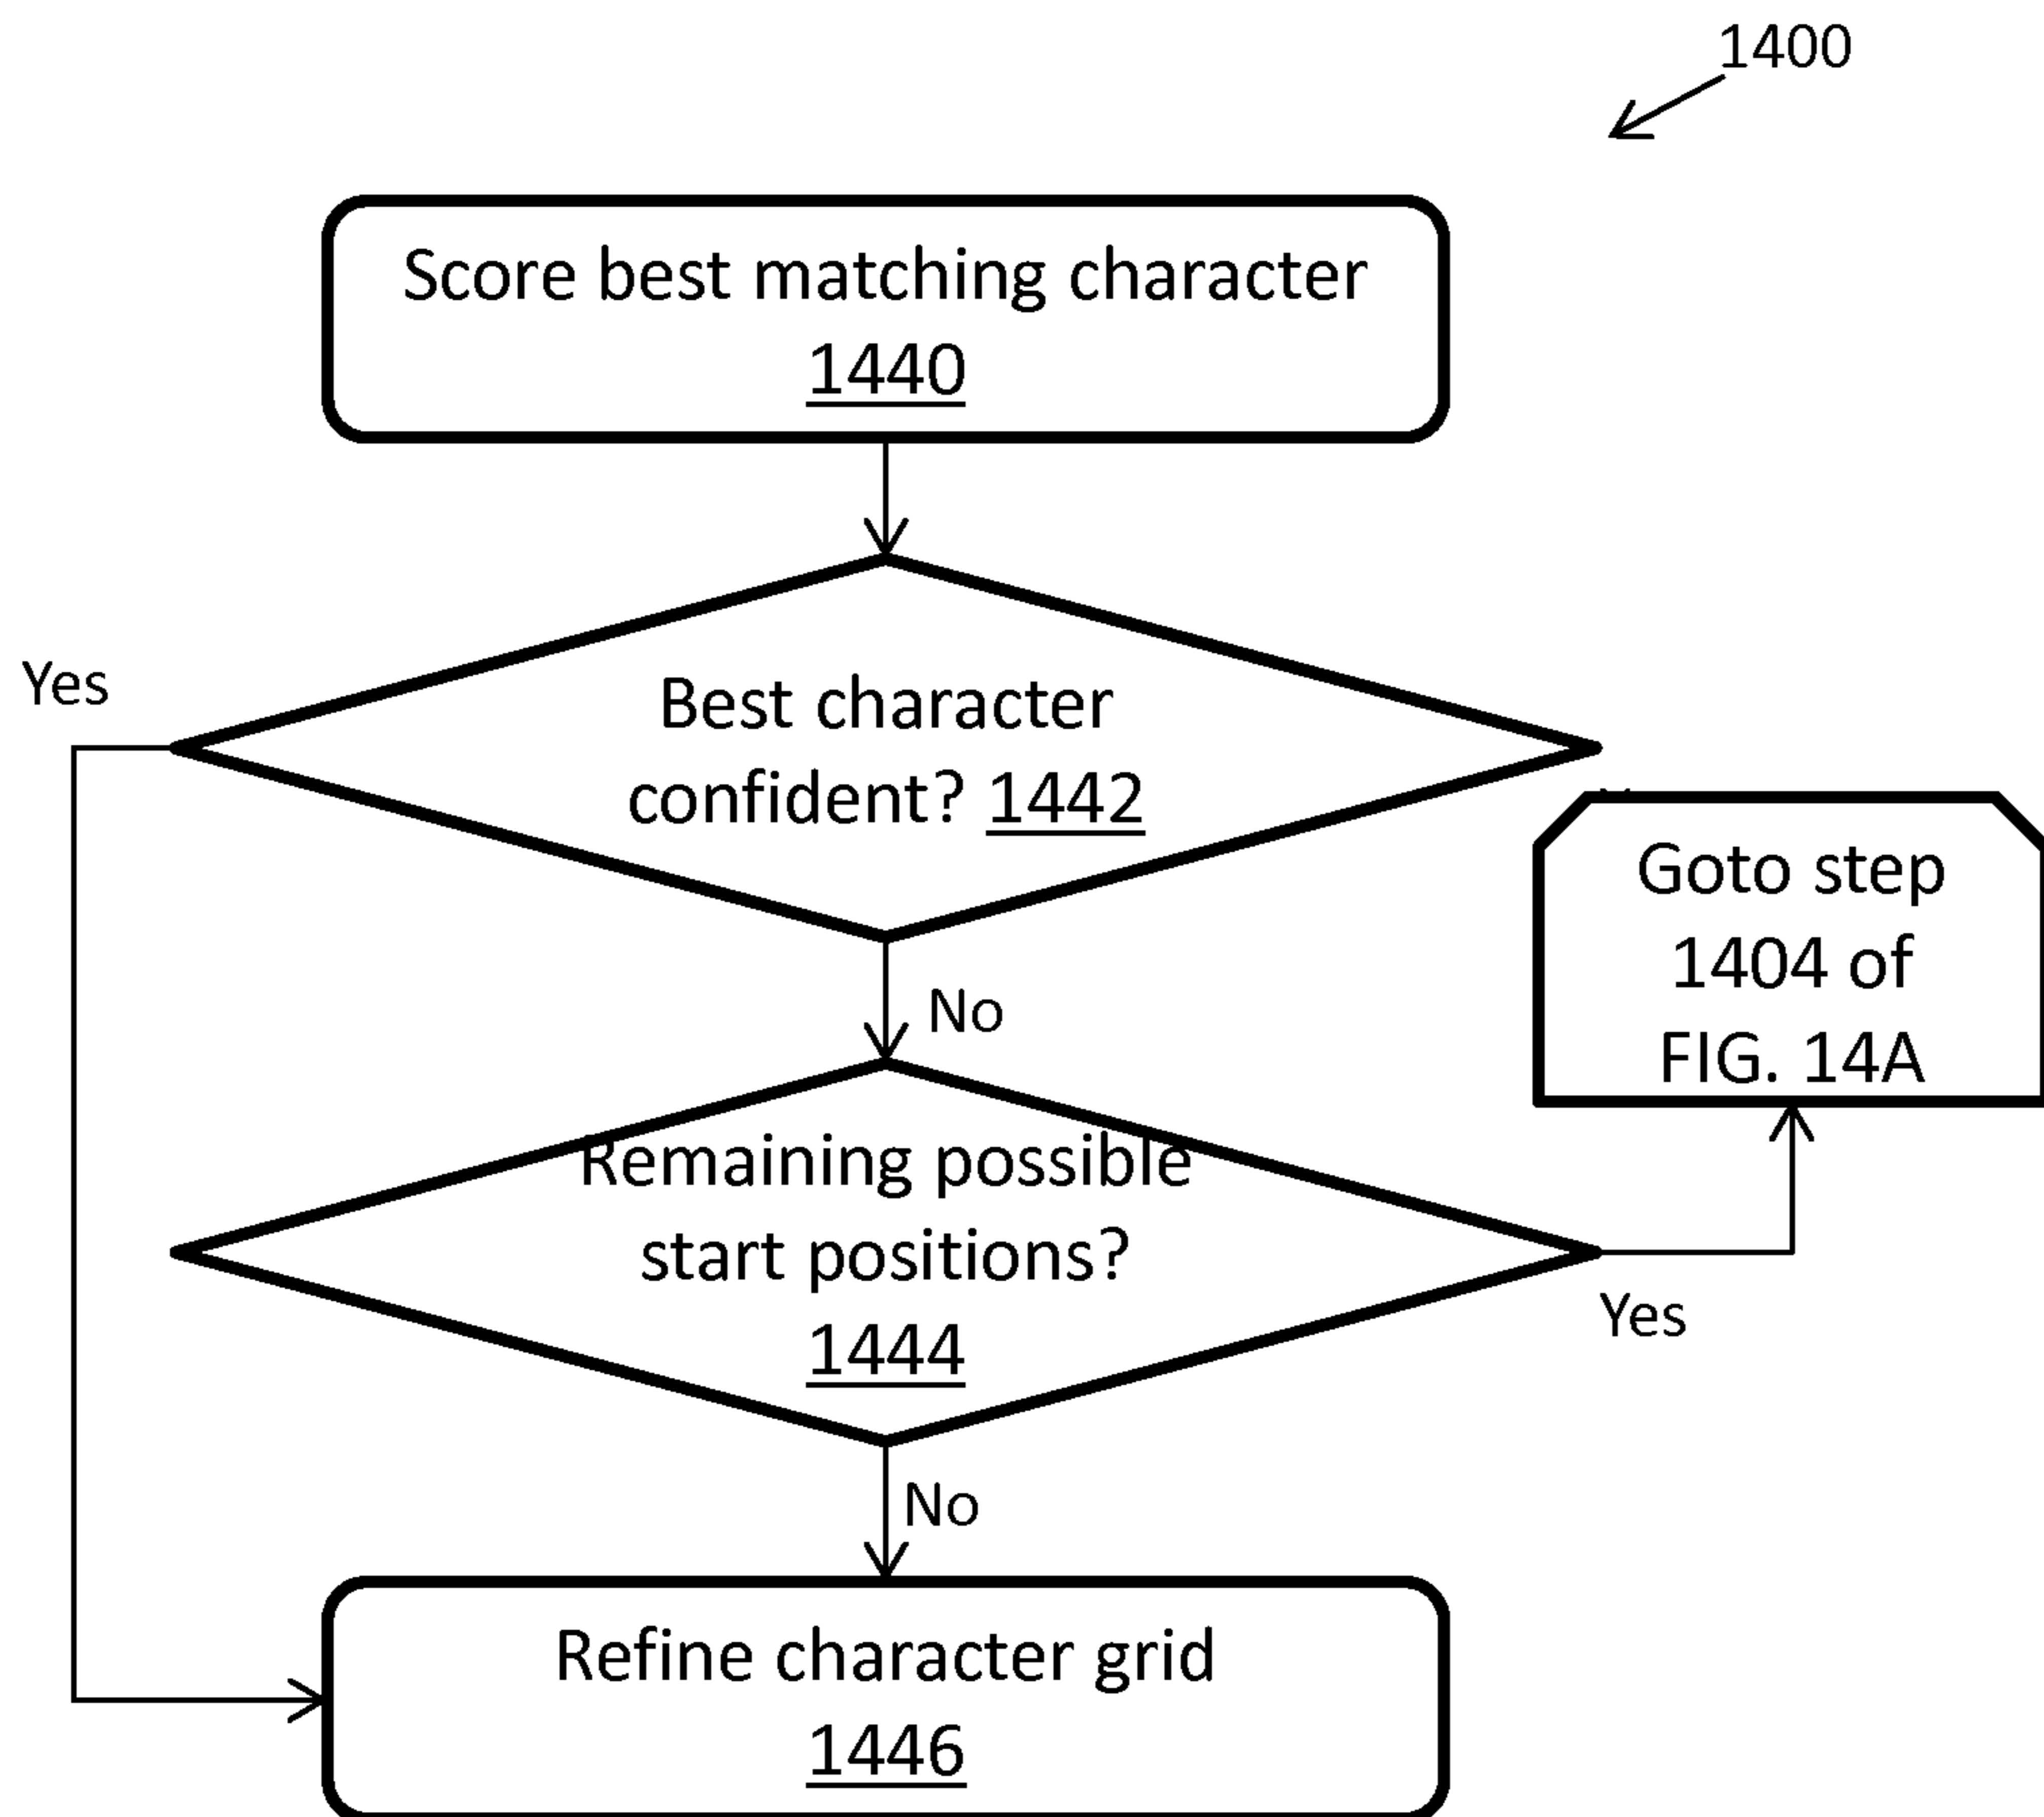 1400
Score best matching character
1440
Yes
Best character
confident? 1442
Goto step
1404 of
FIG. 14A
No
Remaining possible
start positions?
1444
Yes
No
Refine character grid
1446